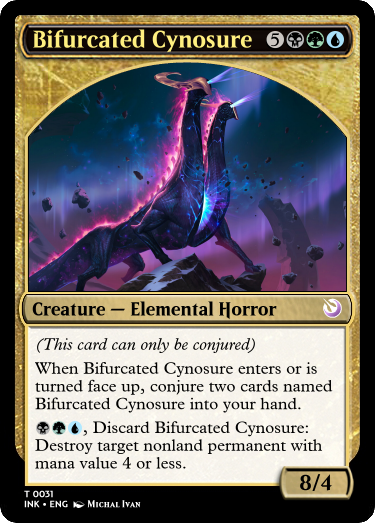 Bifurcated Cynosure 5
Creature — Elemental Horror
(This card can only be conjured)
When Bifurcated Cynosure enters or is
turned face up, conjure two cards named
Bifurcated Cynosure into your hand.
, Discard Bifurcated Cynosure:
Destroy target nonland permanent with
mana value 4 or less.
8/4
T 0031
INK • ENG Michal Ivan